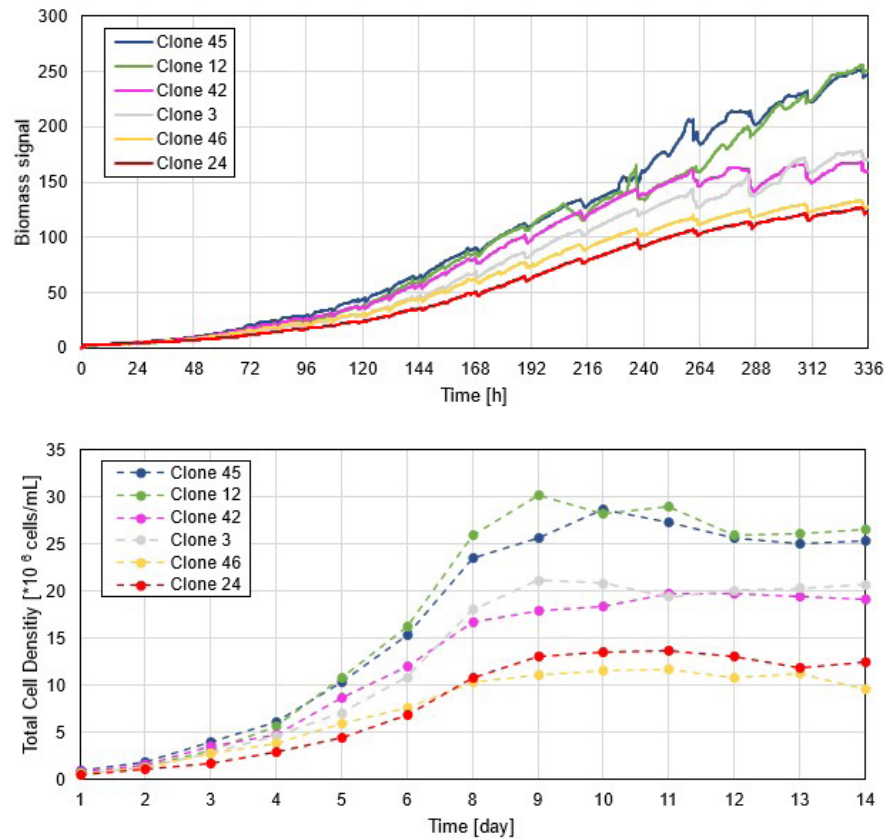 300
250
200
150
100
50
0
Biomass signal
Clone 45
Clone 12
Clone 42
Clone 3
Clone 46
Clone 24
0 24 48 72 96 120 144 168 192 216 240 264 288 312 336
Time [h]
35
30
25
20
15
10
5
0
Total Cell Densitiy [*10 6 cells/mL]
Clone 45
Clone 12
Clone 42
Clone 3
Clone 46
Clone 24
1 2 3 4 5 6 8 9 10 11 12 13 14
Time [day]